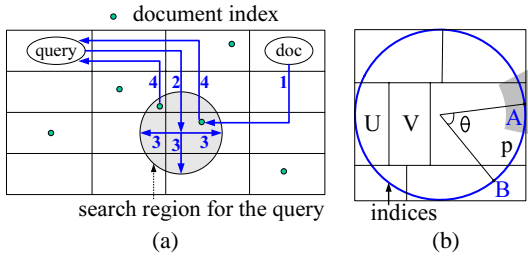 document index
query
doc
4
2
4
1
3
3
3
search region for the query
(a)
U
V
θ
A
p
B
indices
(b)